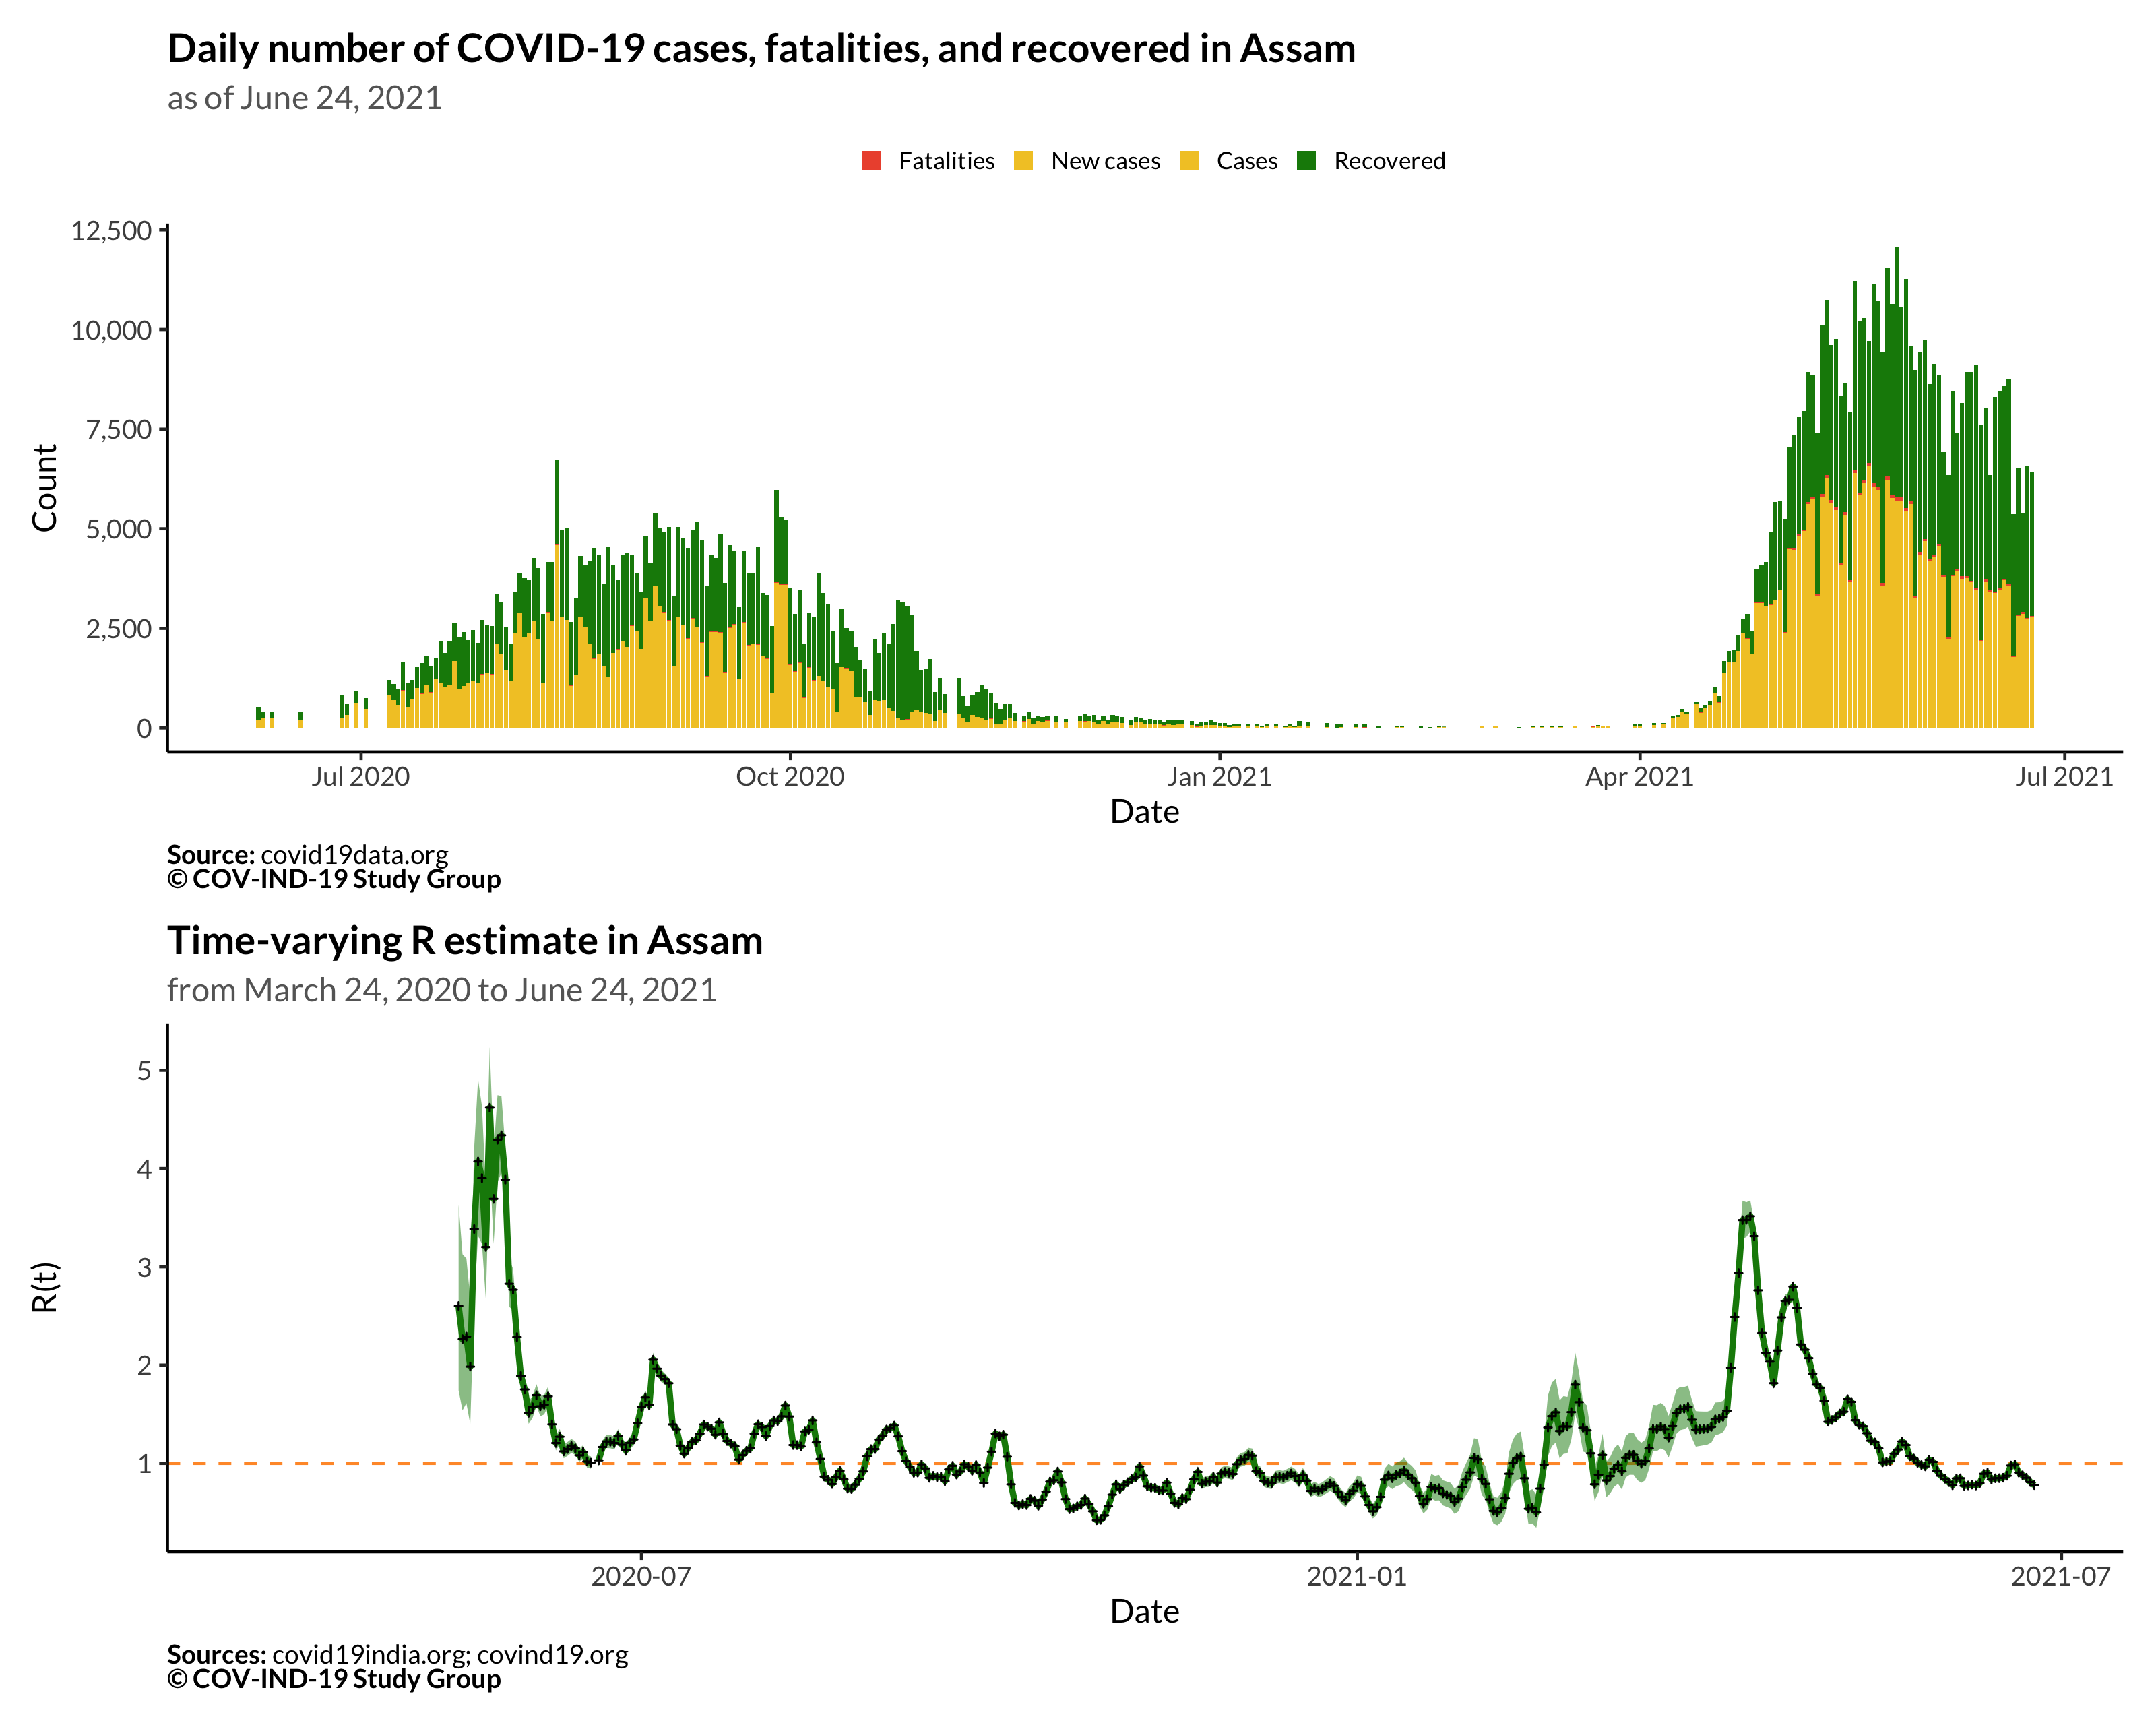 Daily number of COVID-19 cases, fatalities, and recovered in Assam
as of June 24, 2021
Fatalities New cases Cases Recovered
12,500
10,000
7,500
5,000
2,500
0
Count
Jul 2020 Oct 2020 Jan 2021 Apr 2021 Jul 2021
Date
Source: covid19data.org
© COV-IND-19 Study Group
Time-varying R estimate in Assam
from March 24, 2020 to June 24, 2021
5
4
3
2
1
R(t)
2020-07 2021-01 2021-07
Date
Sources: covid19india.org; covind19.org
© COV-IND-19 Study Group